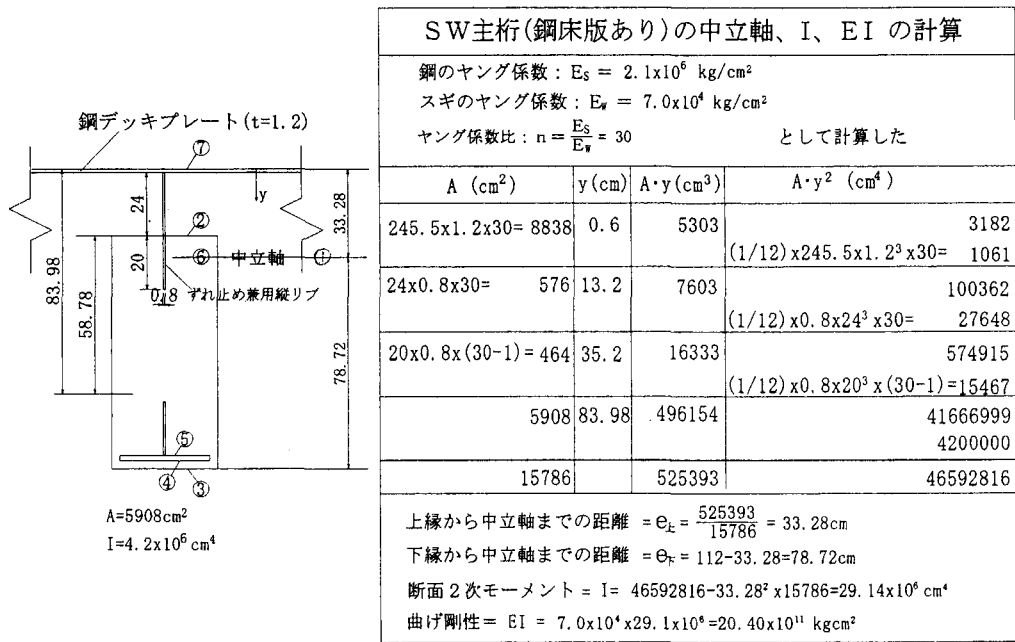 鋼デッキプレート(t=1.2)
⑦
y
24
②
33.28
⑥ 中立軸 ①
20
0.8
ずれ止め兼用縦リブ
83.98
58.78
78.72
⑤
④ ③
A=5908cm²
I=4.2x10⁶cm⁴
SW主桁(鋼床版あり)の中立軸、I、EI の計算
鋼のヤング係数：Es = 2.1x10⁶ kg/cm²
スギのヤング係数：Ew = 7.0x10⁴ kg/cm²
ヤング係数比：n = Es/Ew = 30 として計算した
A (cm²) y(cm) A・y(cm³) A・y² (cm⁴)
245.5x1.2x30= 8838 0.6 5303 3182
(1/12)x245.5x1.2³x30= 1061
24x0.8x30= 576 13.2 7603 100362
(1/12)x0.8x24³x30= 27648
20x0.8x(30-1)= 464 35.2 16333 574915
(1/12)x0.8x20³x(30-1)=15467
5908 83.98 496154 41666999
4200000
15786 525393 46592816
上縁から中立軸までの距離 =e上= 525393/15786 = 33.28cm
下縁から中立軸までの距離 =e下= 112-33.28=78.72cm
断面2次モーメント = I= 46592816-33.28²x15786=29.14x10⁶ cm⁴
曲げ剛性= EI = 7.0x10⁴x29.1x10⁶=20.40x10¹¹ kgcm²